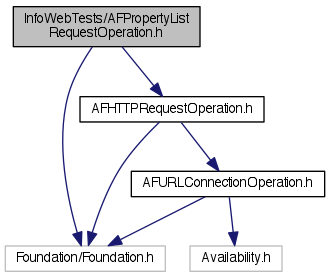 InfoWebTests/AFPropertyList
RequestOperation.h
AFHTTPRequestOperation.h
AFURLConnectionOperation.h
Foundation/Foundation.h
Availability.h